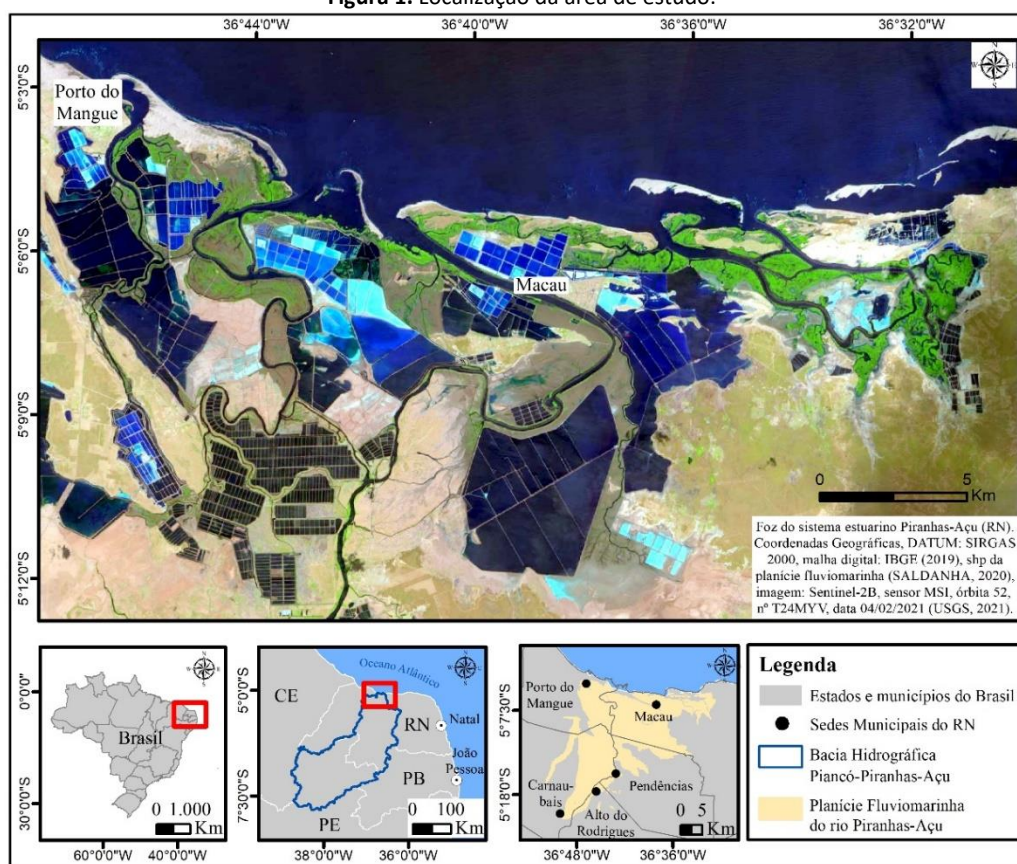 Figura 1. Localização da área de estudo.
36°44'0"W 36°40'0"W 36°36'0"W 36°32'0"W
N
W E
S
5°3'0"S
Porto do
Mangue
5°6'0"S
Macau
5°9'0"S
0 5
Km
5°12'0"S
Foz do sistema estuarino Piranhas-Açu (RN).
Coordenadas Geográficas, DATUM: SIRGAS
2000, malha digital: IBGE (2019), shp da
planície fluviomarinha (SALDANHA, 2020),
imagem: Sentinel-2B, sensor MSI, órbita 52,
nº T24MYV, data 04/02/2021 (USGS, 2021).
0°0'0"
30°0'0"S
Brasil
0 1.000
Km
60°0'0"W 40°0'0"W
5°0'0"S
7°30'0"S
Oceano Atlântico
CE
RN
Natal
João
Pessoa
PB
PE
0 100
Km
38°0'0"W 36°0'0"W
5°7'30"S
5°18'0"S
Porto do
Mangue
Macau
Carnau-
bais
Pendências
Alto do
Rodrigues
0 5
Km
36°48'0"W 36°36'0"W
Legenda
Estados e municípios do Brasil
Sedes Municipais do RN
Bacia Hidrográfica
Piancó-Piranhas-Açu
Planície Fluviomarinha
do rio Piranhas-Açu